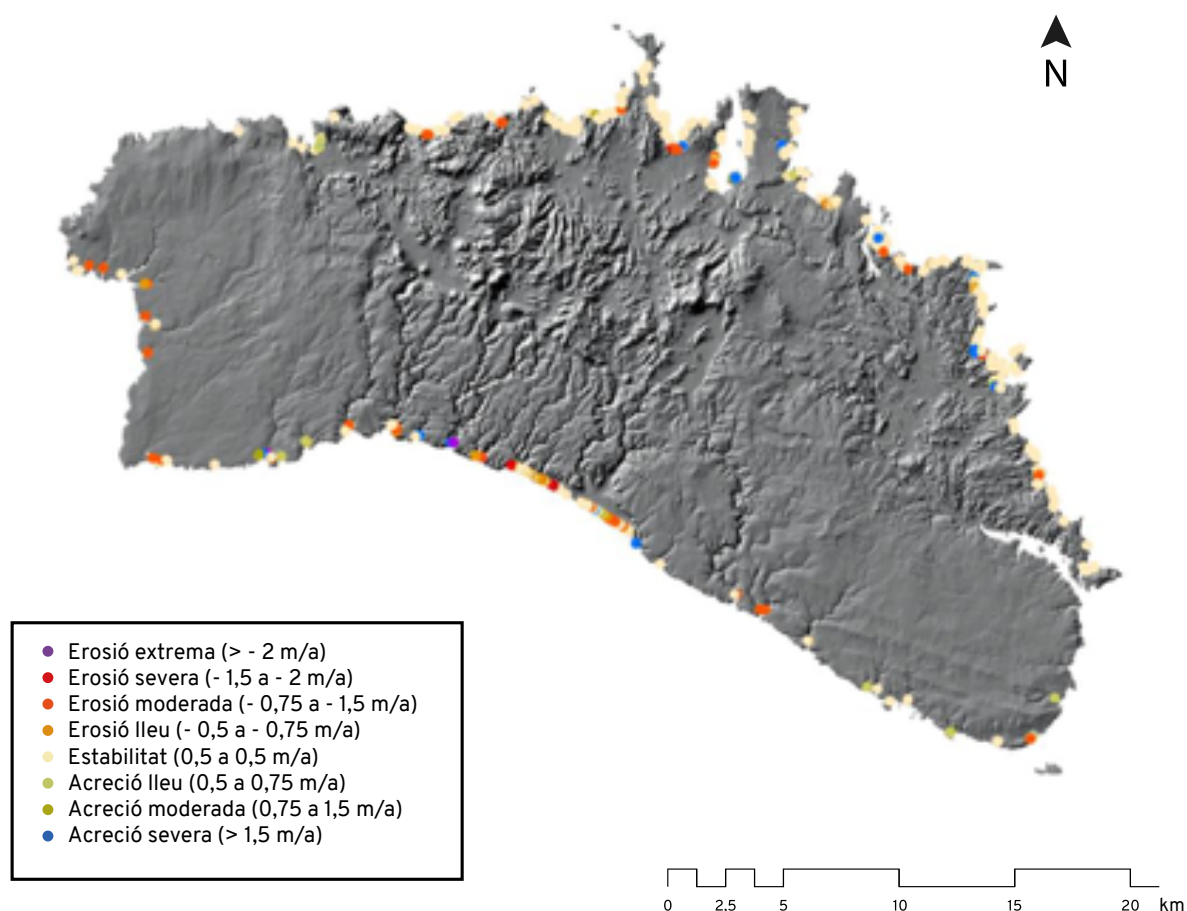 N
Erosió extrema (> - 2 m/a)
Erosió severa (- 1,5 a - 2 m/a)
Erosió moderada (- 0,75 a - 1,5 m/a)
Erosió lleu (- 0,5 a - 0,75 m/a)
Estabilitat (0,5 a 0,5 m/a)
Acreció lleu (0,5 a 0,75 m/a)
Acreció moderada (0,75 a 1,5 m/a)
Acreció severa (> 1,5 m/a)
0 2,5 5 10 15 20 km